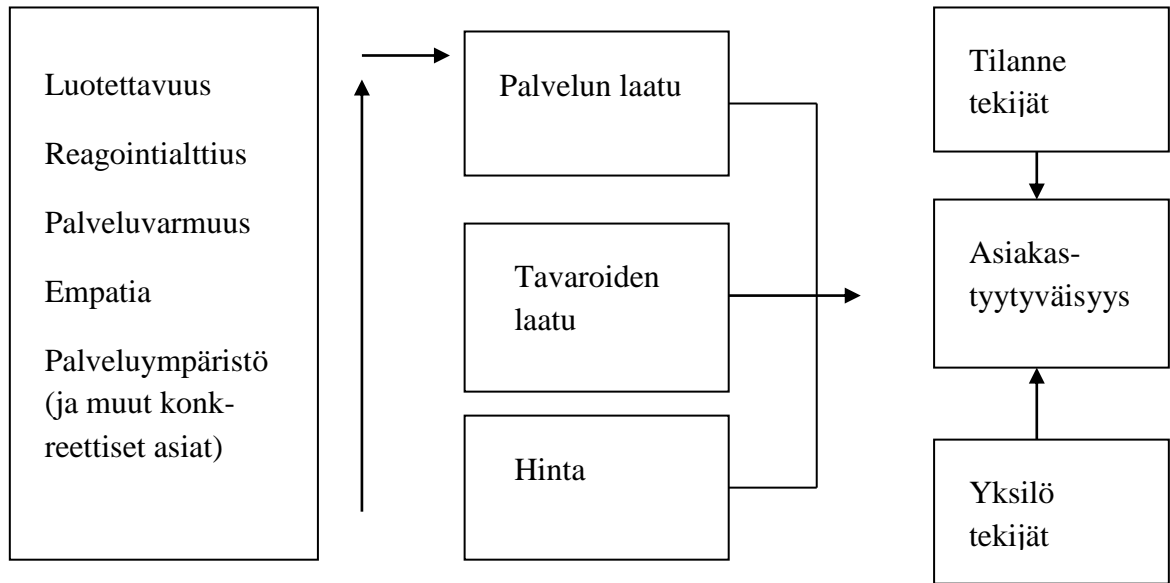 Luotettavuus
Reagointialttius
Palveluvarmuus
Empatia
Palveluympäristö
(ja muut konk-
reettiset asiat)
Palvelun laatu
Tavaroiden
laatu
Hinta
Tilanne
tekijät
Asiakas-
tyytyväisyys
Yksilö
tekijät